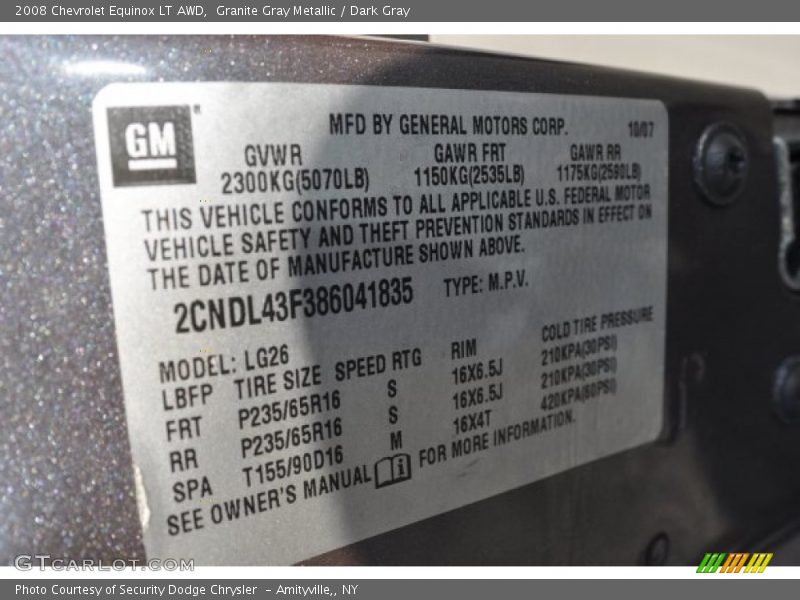 2008 Chevrolet Equinox LT AWD,  Granite Gray Metallic / Dark Gray
GM
MFD BY GENERAL MOTORS CORP. 10/07
GVWR GAWR FRT GAWR RR
2300KG(5070LB) 1150KG(2535LB) 1175KG(2590LB)
THIS VEHICLE CONFORMS TO ALL APPLICABLE U.S. FEDERAL MOTOR
VEHICLE SAFETY AND THEFT PREVENTION STANDARDS IN EFFECT ON
THE DATE OF MANUFACTURE SHOWN ABOVE.
2CNDL43F386041835 TYPE: M.P.V.
MODEL: LG26
LBFP TIRE SIZE SPEED RTG RIM COLD TIRE PRESSURE
FRT P235/65R16 S 16X6.5J 210KPA(30PSI)
RR P235/65R16 S 16X6.5J 210KPA(30PSI)
SPA T155/90D16 M 16X4T 420KPA(60PSI)
SEE OWNER'S MANUAL FOR MORE INFORMATION.
GTCarLot.com
Photo Courtesy of Security Dodge Chrysler  - Amityville,, NY